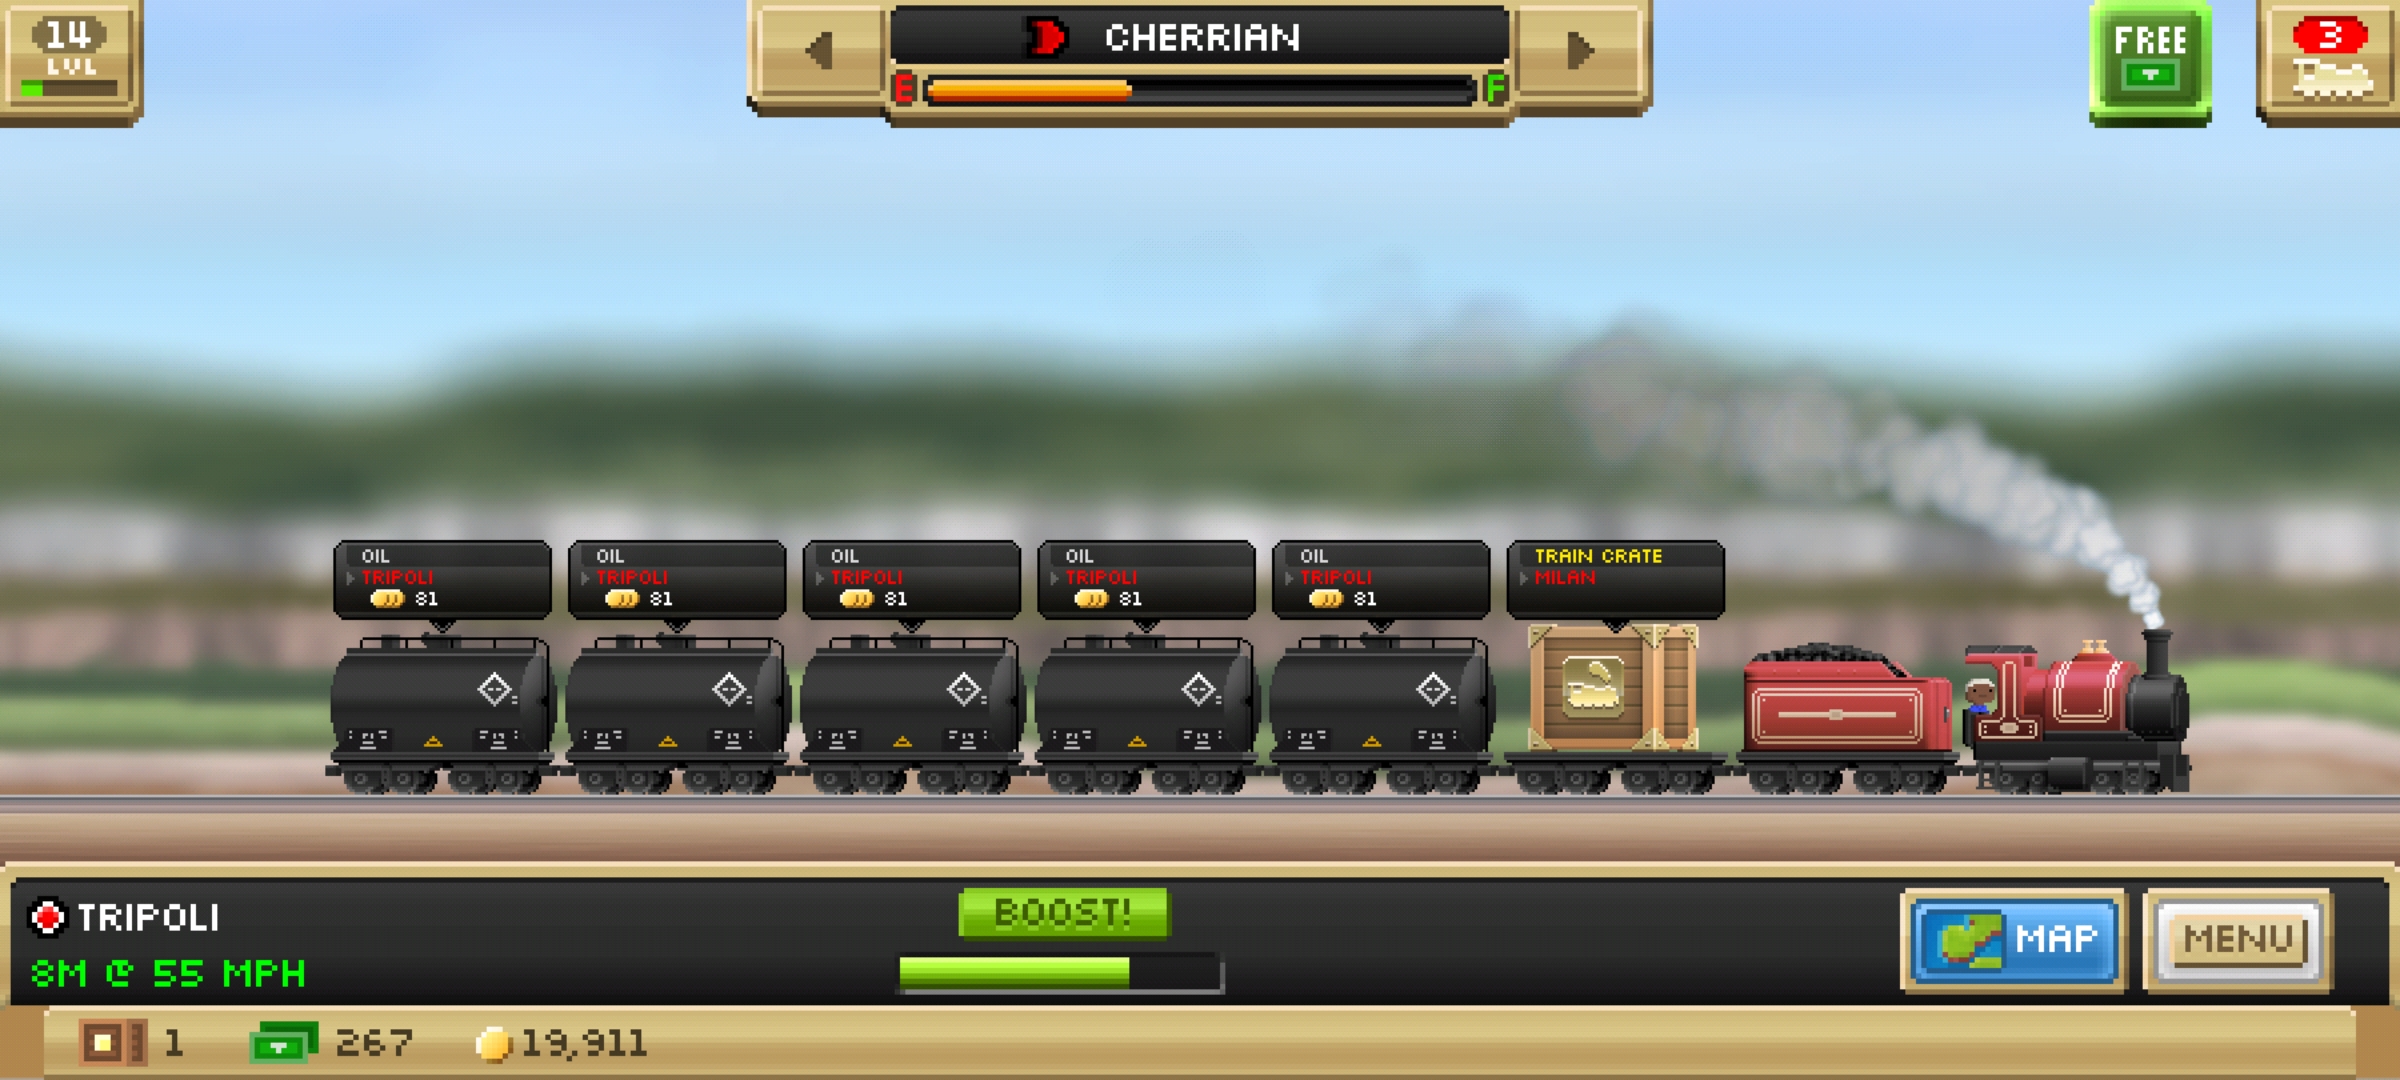 14
LVL
CHERRIAN
E
F
FREE
3
OIL
TRIPOLI
81
OIL
TRIPOLI
81
OIL
TRIPOLI
81
OIL
TRIPOLI
81
OIL
TRIPOLI
81
TRAIN CRATE
MILAN
TRIPOLI
8M @ 55 MPH
BOOST!
MAP
MENU
1
267
19,911